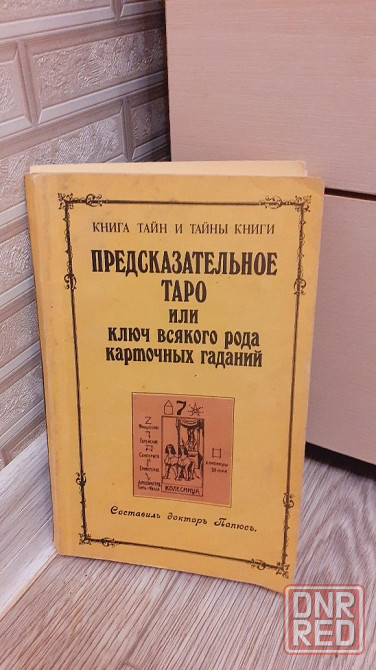 КНИГА ТАЙН И ТАЙНЫ КНИГИ
ПРЕДСКАЗАТЕЛЬНОЕ
ТАРО
или
ключ всякого рода
карточных гаданий
7
КОЛЕСНИЦА
Составилъ докторъ Папюсъ.
DNR
RED